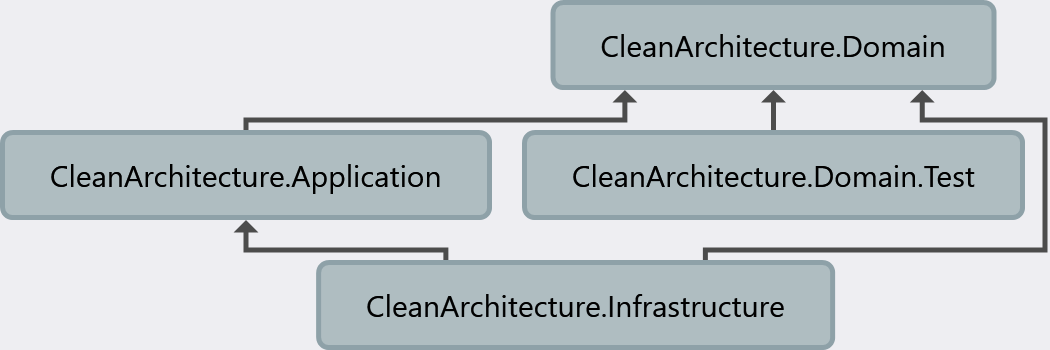 CleanArchitecture.Domain
CleanArchitecture.Application
CleanArchitecture.Domain.Test
CleanArchitecture.Infrastructure